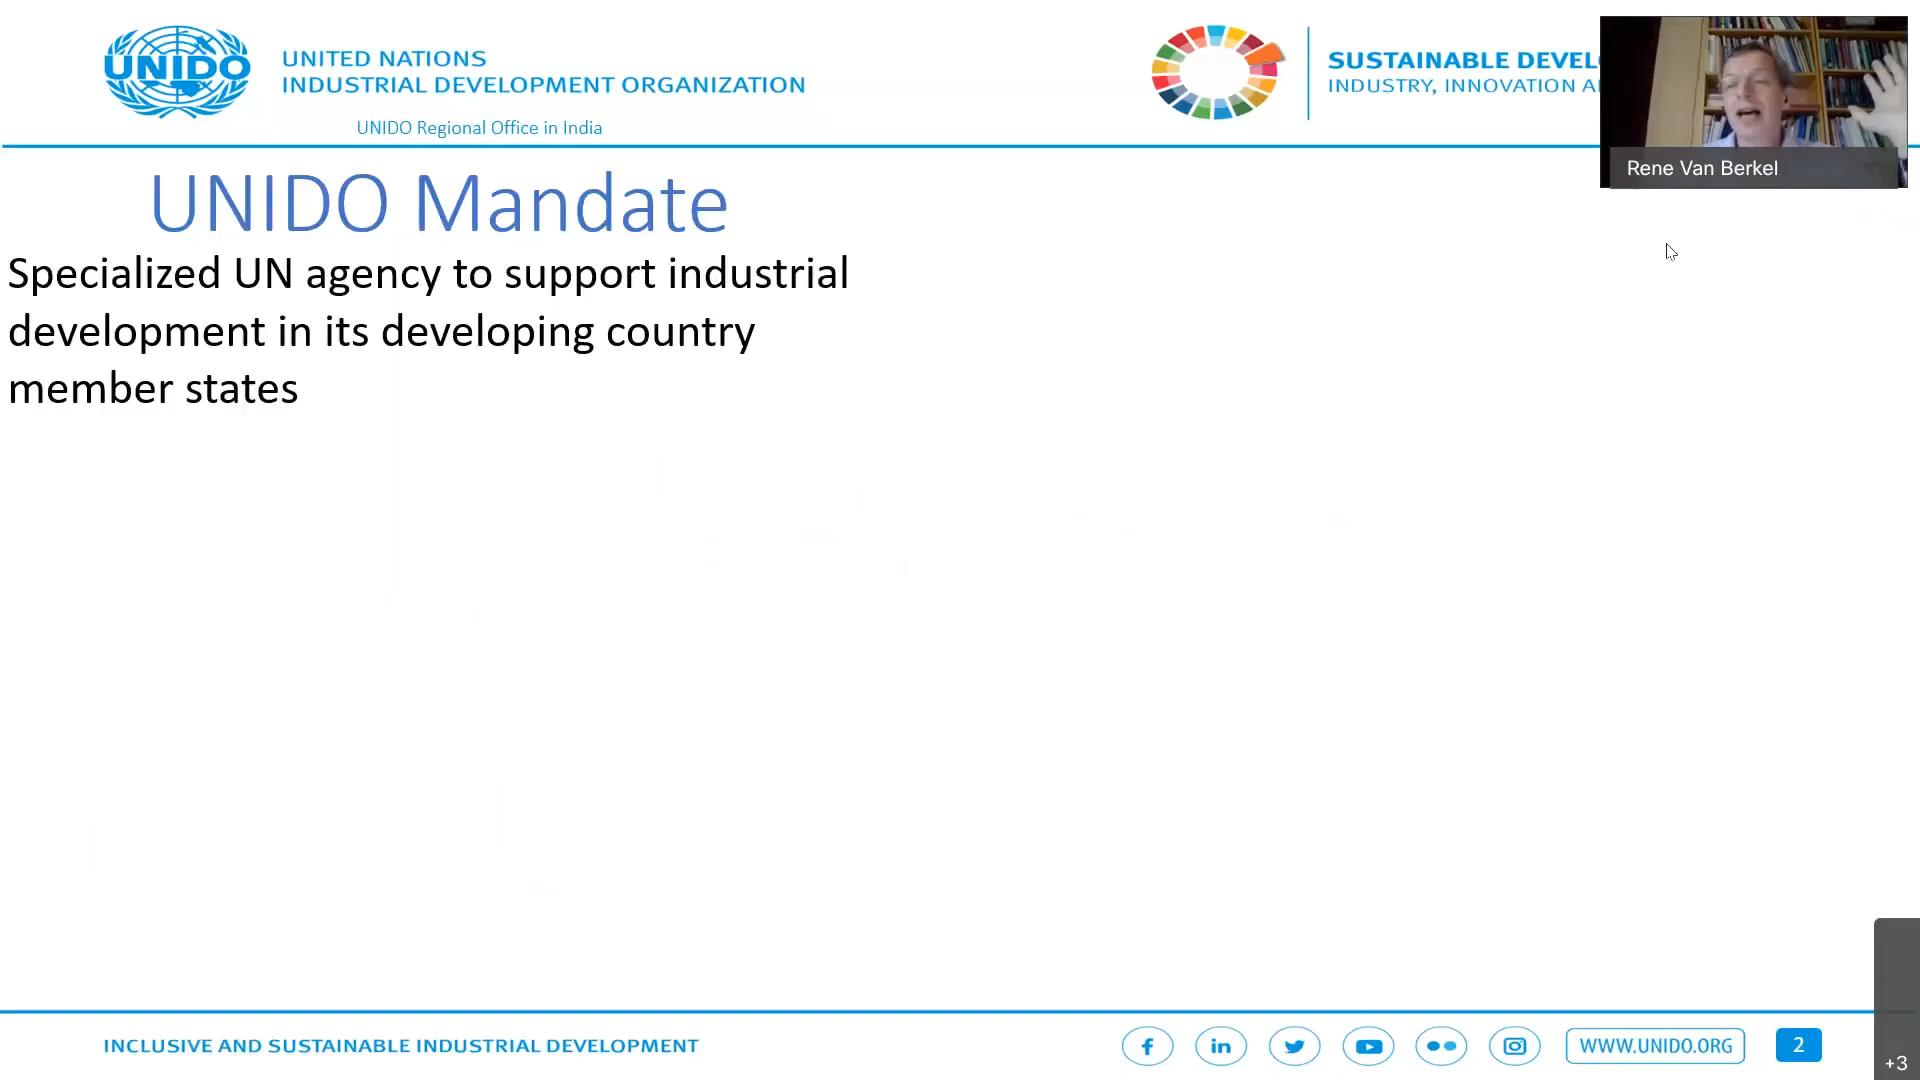 UNIDO
UNITED NATIONS
INDUSTRIAL DEVELOPMENT ORGANIZATION
UNIDO Regional Office in India
SUSTAINABLE DEVEL
INDUSTRY, INNOVATION A
Rene Van Berkel
UNIDO Mandate
Specialized UN agency to support industrial
development in its developing country
member states
INCLUSIVE AND SUSTAINABLE INDUSTRIAL DEVELOPMENT
f
in
WWW.UNIDO.ORG
2
+3